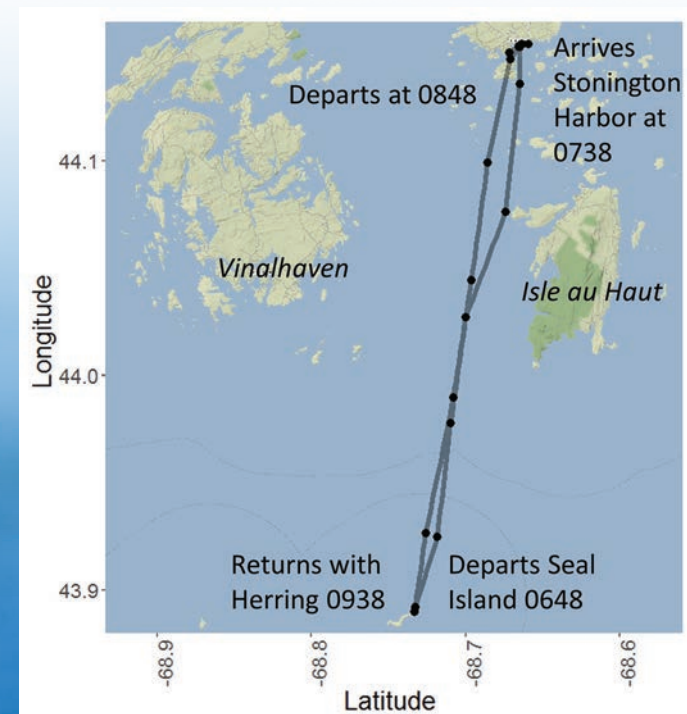 Departs at 0848
Arrives
Stonington
Harbor at
0738
Vinalhaven
Isle au Haut
Returns with
Herring 0938
Departs Seal
Island 0648
Longitude
44.1
44.0
43.9
-68.9
-68.8
-68.7
-68.6
Latitude